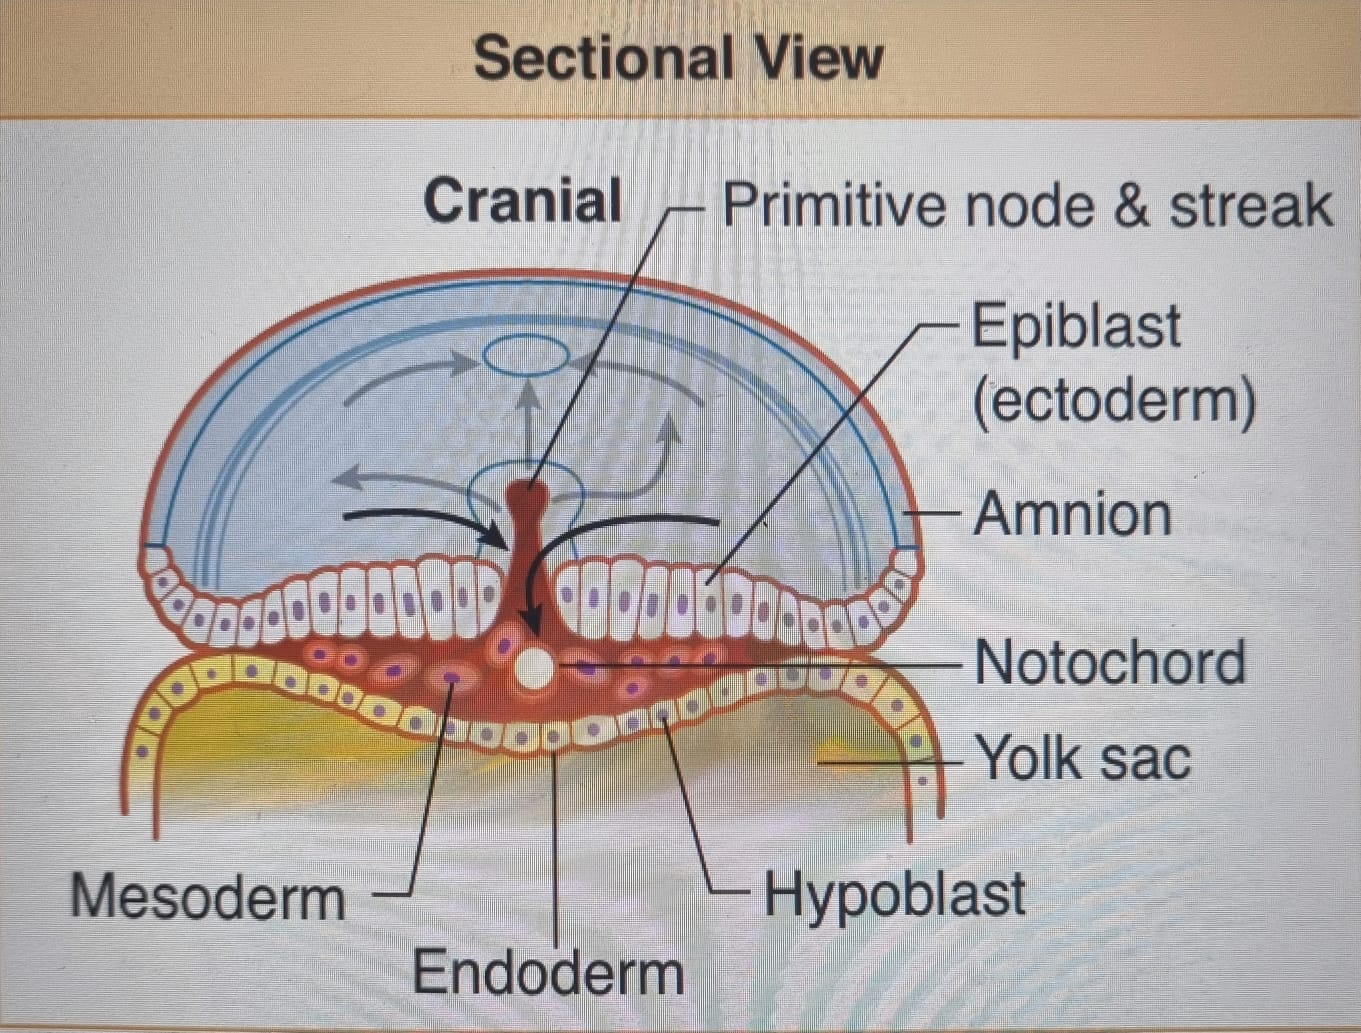 Sectional View
Cranial
Primitive node & streak
Epiblast
(ectoderm)
Amnion
Notochord
Yolk sac
Mesoderm
Hypoblast
Endoderm